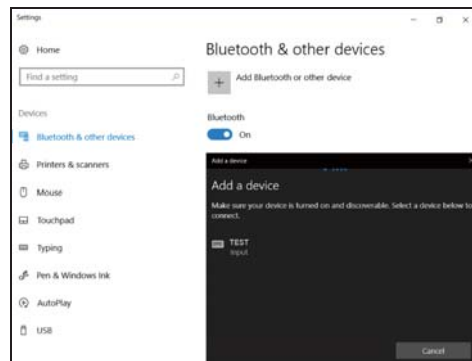 Settings
Home
Find a setting
Devices
Bluetooth & other devices
Printers & scanners
Mouse
Touchpad
Typing
Pen & Windows Ink
AutoPlay
USB
Bluetooth & other devices
Add Bluetooth or other device
Bluetooth
On
Add a device
Add a device
Make sure your device is turned on and discoverable. Select a device below to
connect.
TEST
Input
Cancel